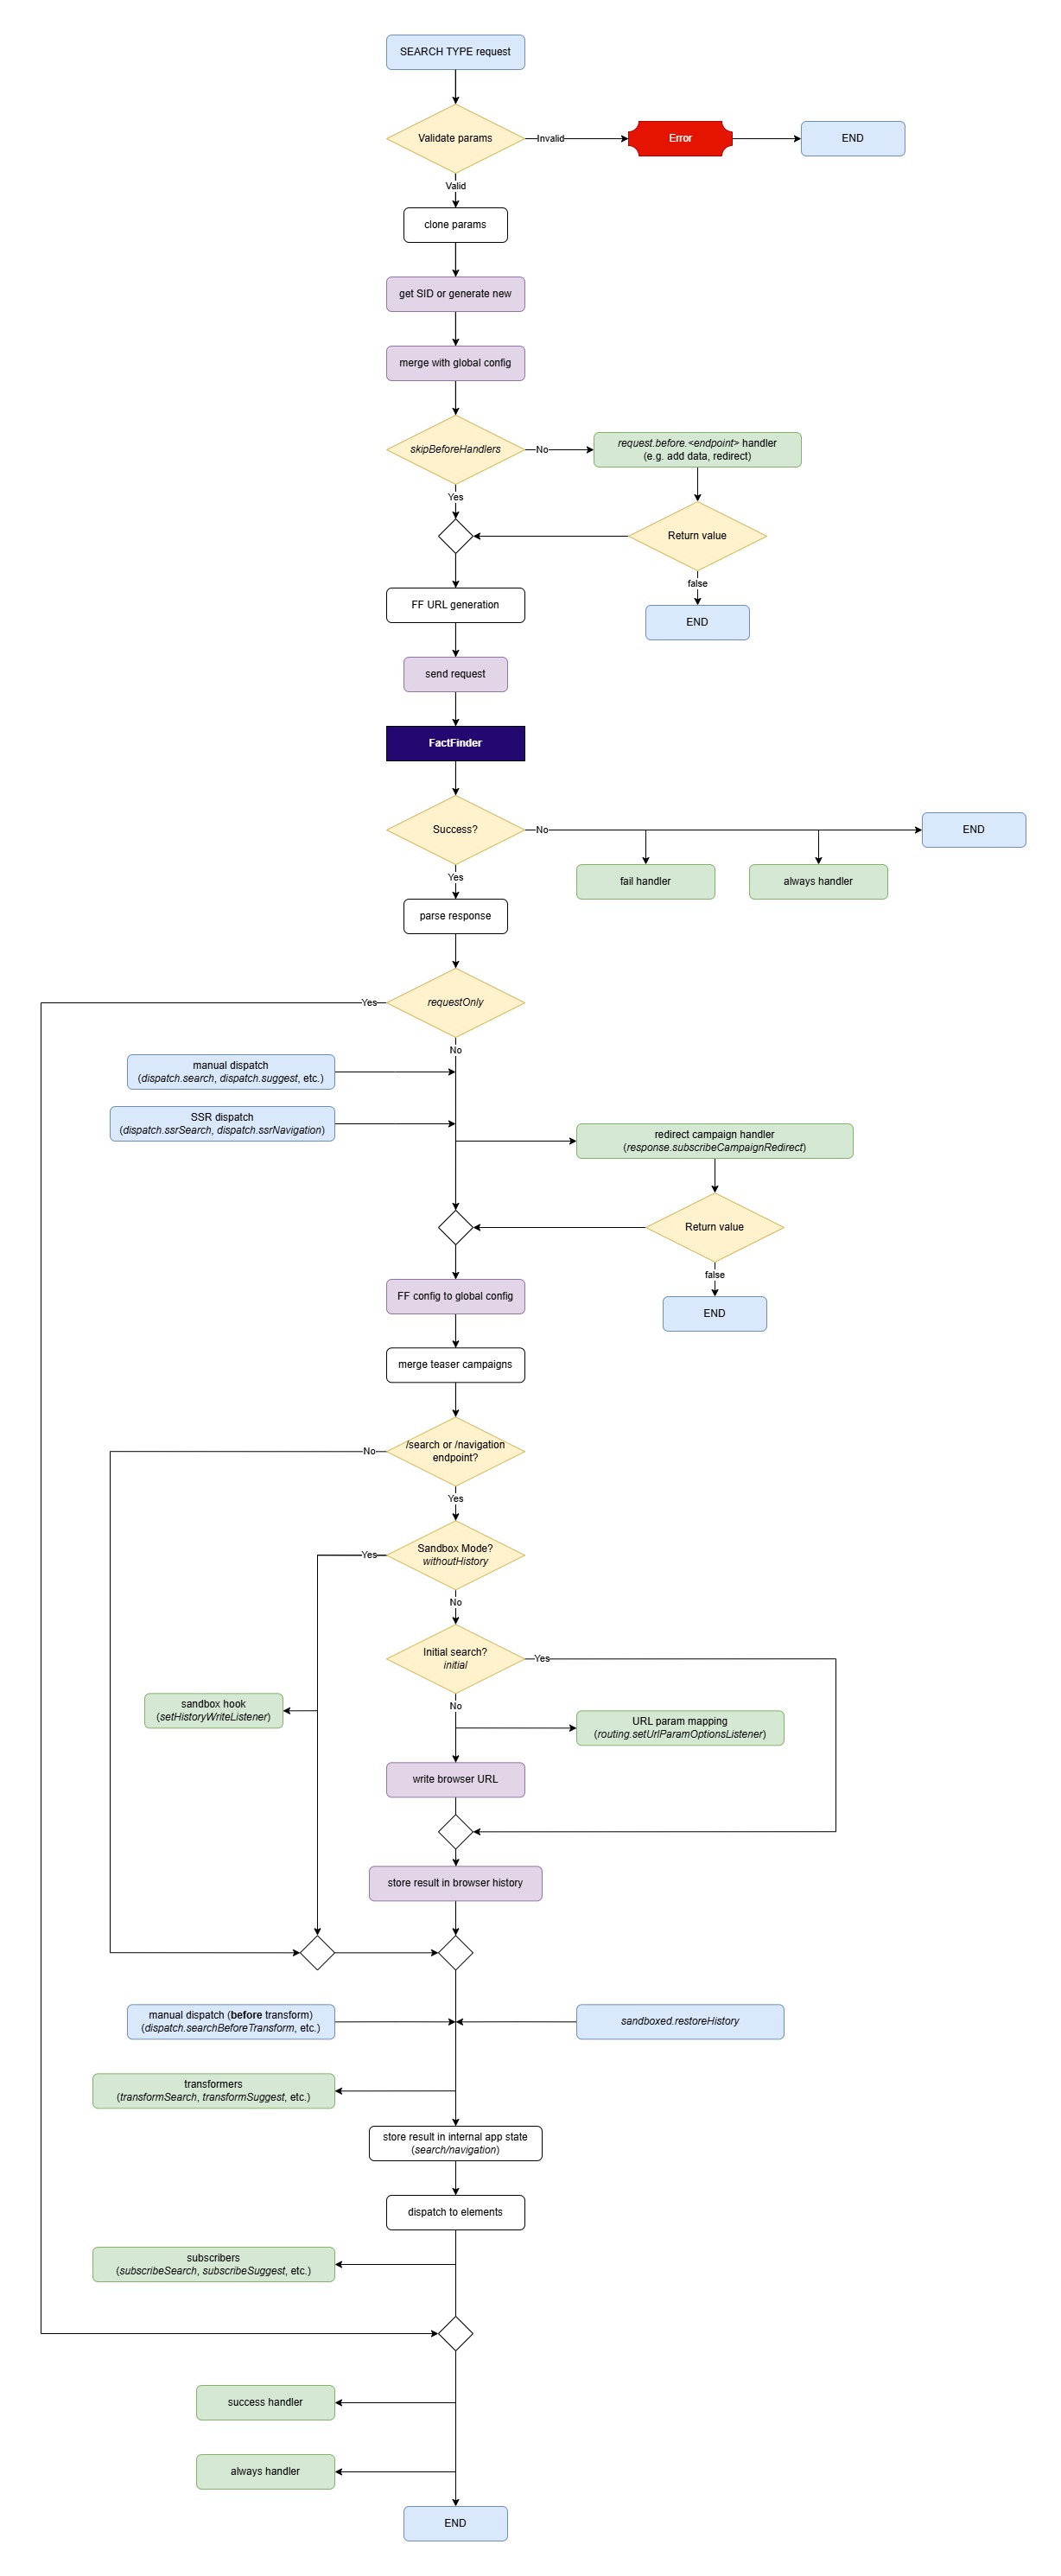 SEARCH TYPE request
Validate params
Invalid
Error
END
Valid
clone params
get SID or generate new
merge with global config
skipBeforeHandlers
No
request.before.<endpoint> handler
(e.g. add data, redirect)
Yes
Return value
false
FF URL generation
END
send request
FactFinder
Success?
No
END
Yes
fail handler
always handler
parse response
Yes
requestOnly
No
manual dispatch
(dispatch.search, dispatch.suggest, etc.)
SSR dispatch
(dispatch.ssrSearch, dispatch.ssrNavigation)
redirect campaign handler
(response.subscribeCampaignRedirect)
Return value
false
FF config to global config
END
merge teaser campaigns
No
/search or /navigation
endpoint?
Yes
Yes
Sandbox Mode?
withoutHistory
No
Initial search?
initial
Yes
sandbox hook
(setHistoryWriteListener)
No
URL param mapping
(routing.setUrlParamOptionsListener)
write browser URL
store result in browser history
manual dispatch (before transform)
(dispatch.searchBeforeTransform, etc.)
sandboxed.restoreHistory
transformers
(transformSearch, transformSuggest, etc.)
store result in internal app state
(search/navigation)
dispatch to elements
subscribers
(subscribeSearch, subscribeSuggest, etc.)
success handler
always handler
END